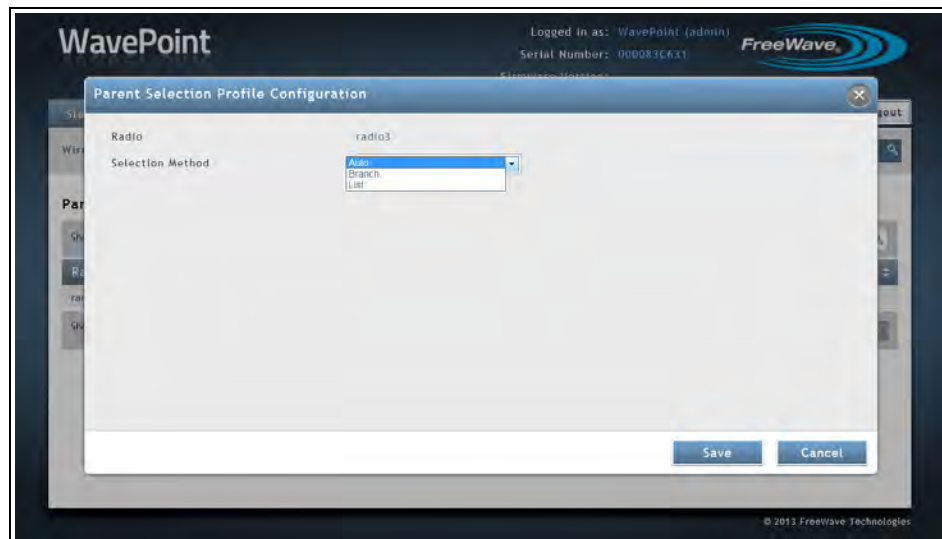 WavePoint
Logged in as: WavePoint (admin)
Serial Number: 000083C631
FreeWave
Parent Selection Profile Configuration
Radio radio3
Selection Method Auto
Branch
List
Par
Save Cancel
© 2013 FreeWave Technologies